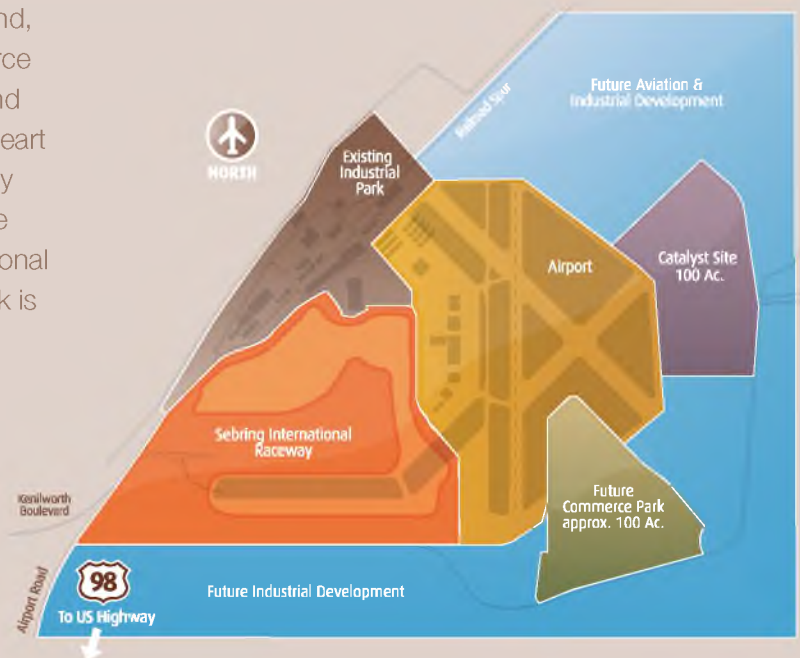 nd,
rce
nd
eart
y
e
onal
k is
NORTH
Existing
Industrial
Park
Railroad Spur
Future Aviation &
Industrial Development
Airport
Catalyst Site
100 Ac.
Sebring International
Raceway
Kenilworth
Boulevard
Future
Commerce Park
approx. 100 Ac.
Airport Road
98
To US Highway
Future Industrial Development